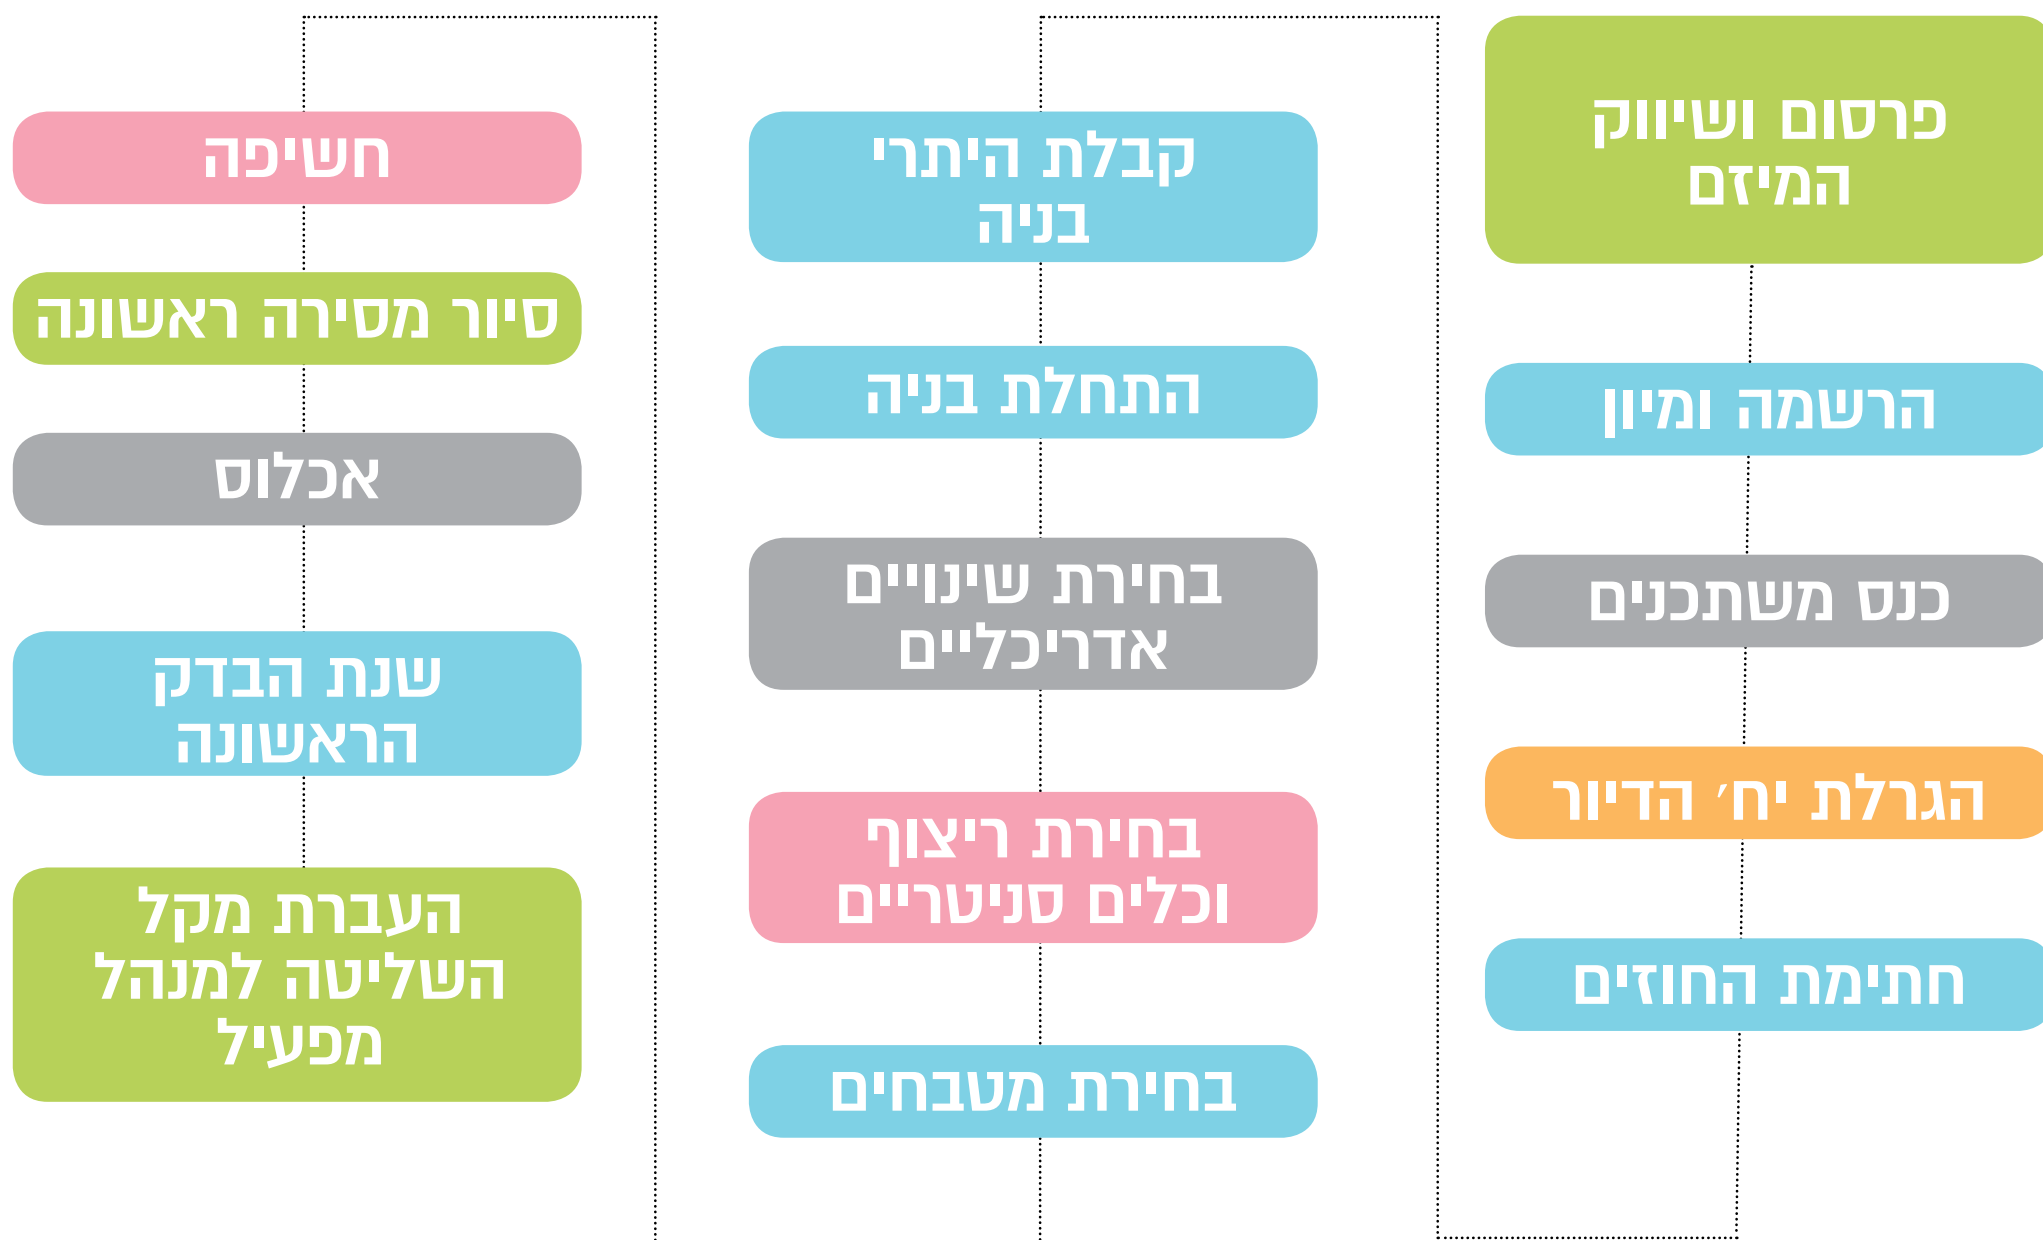 פרסום ושיווק
המיזם
הרשמה ומיון
כנס משתכנים
הגרלת יח׳ הדיור
חתימת החוזים
קבלת היתרי
בניה
התחלת בניה
בחירת שינויים
אדריכליים
בחירת ריצוף
וכלים סניטריים
בחירת מטבחים
חשיפה
סיור מסירה ראשונה
אכלוס
שנת הבדק
הראשונה
העברת מקל
השליטה למנהל
מפעיל